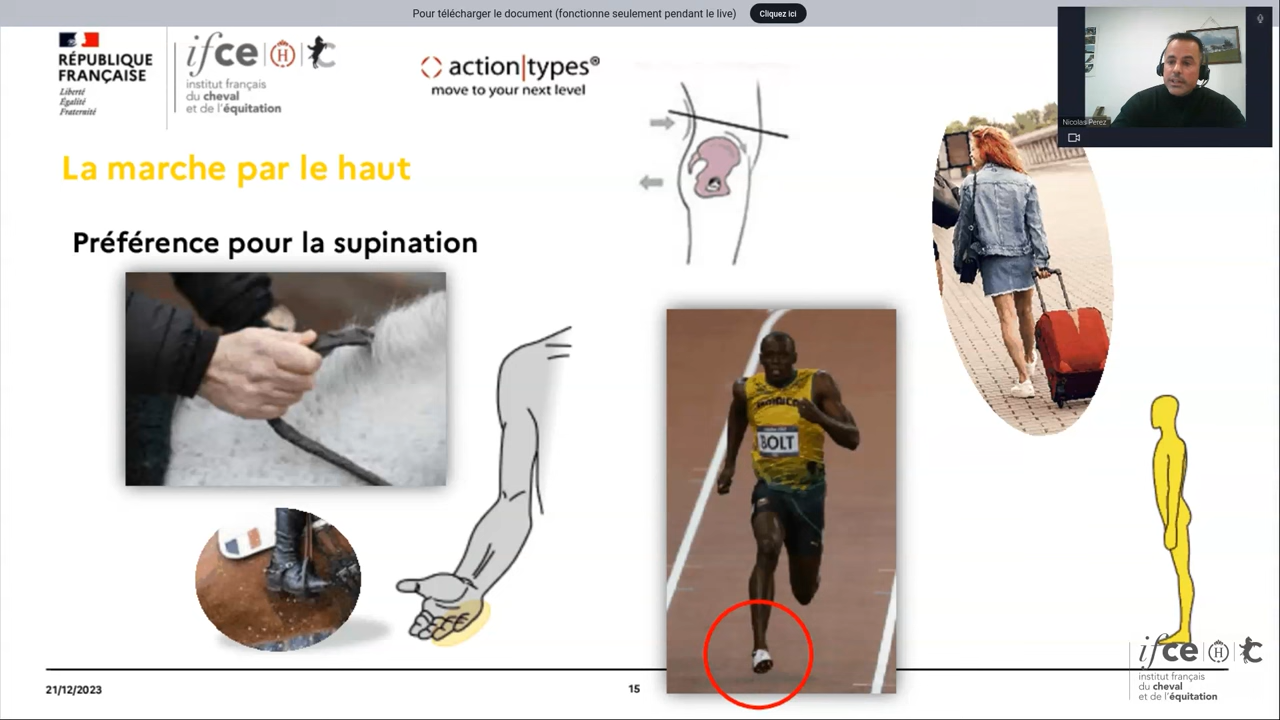 Pour télécharger le document (fonctionne seulement pendant le live)
Cliquez ici
RÉPUBLIQUE
FRANÇAISE
Liberté
Égalité
Fraternité
ifce
institut français
du cheval
et de l'équitation
action|types®
move to your next level
Nicolas Perez
La marche par le haut
Préférence pour la supination
BOLT
21/12/2023
15
ifce
institut français
du cheval
et de l'équitation